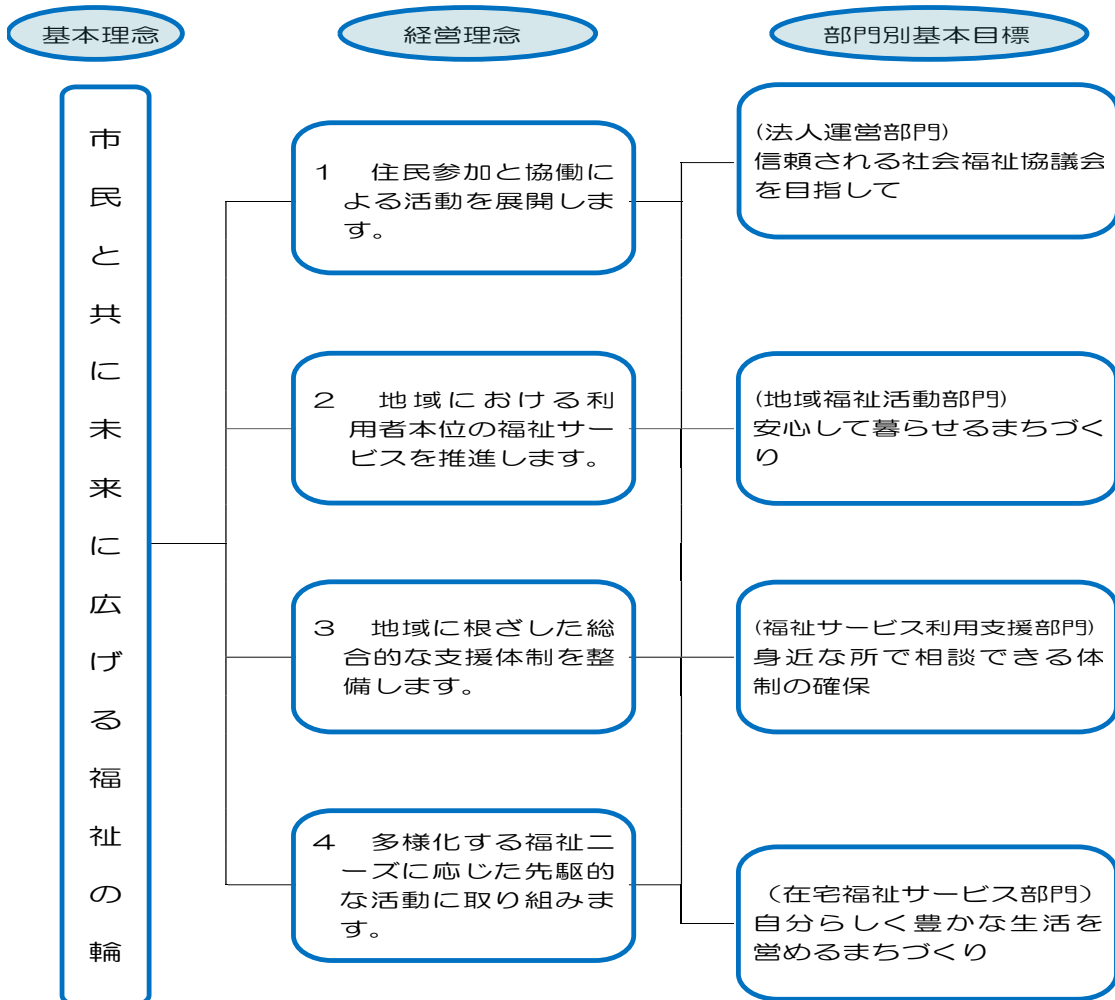 基本理念
経営理念
部門別基本目標
市民と共に未来に広げる福祉の輪
1 住民参加と協働に
よる活動を展開しま
す。
2 地域における利
用者本位の福祉サー
ビスを推進します。
3 地域に根ざした総
合的な支援体制を整
備します。
4 多様化する福祉ニ
ーズに応じた先駆的
な活動に取り組みま
す。
(法人運営部門)
信頼される社会福祉協議会
を目指して
(地域福祉活動部門)
安心して暮らせるまちづく
り
(福祉サービス利用支援部門)
身近な所で相談できる体
制の確保
(在宅福祉サービス部門)
自分らしく豊かな生活を
営めるまちづくり